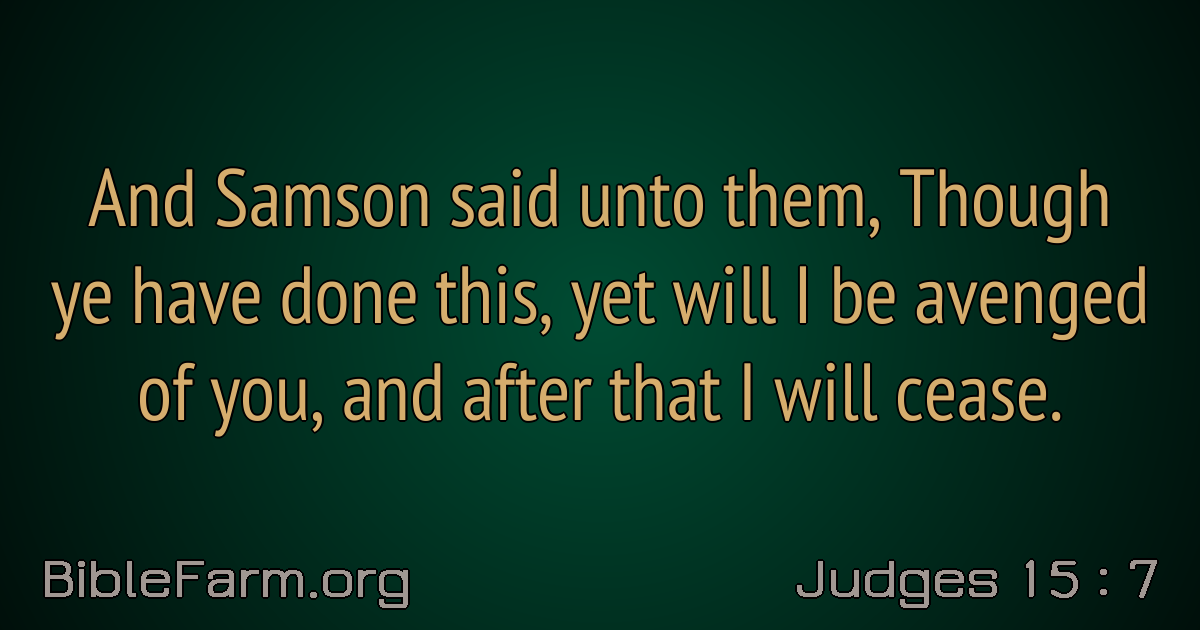 And Samson said unto them, Though
ye have done this, yet will I be avenged
of you, and after that I will cease.
BibleFarm.org
Judges 15 : 7